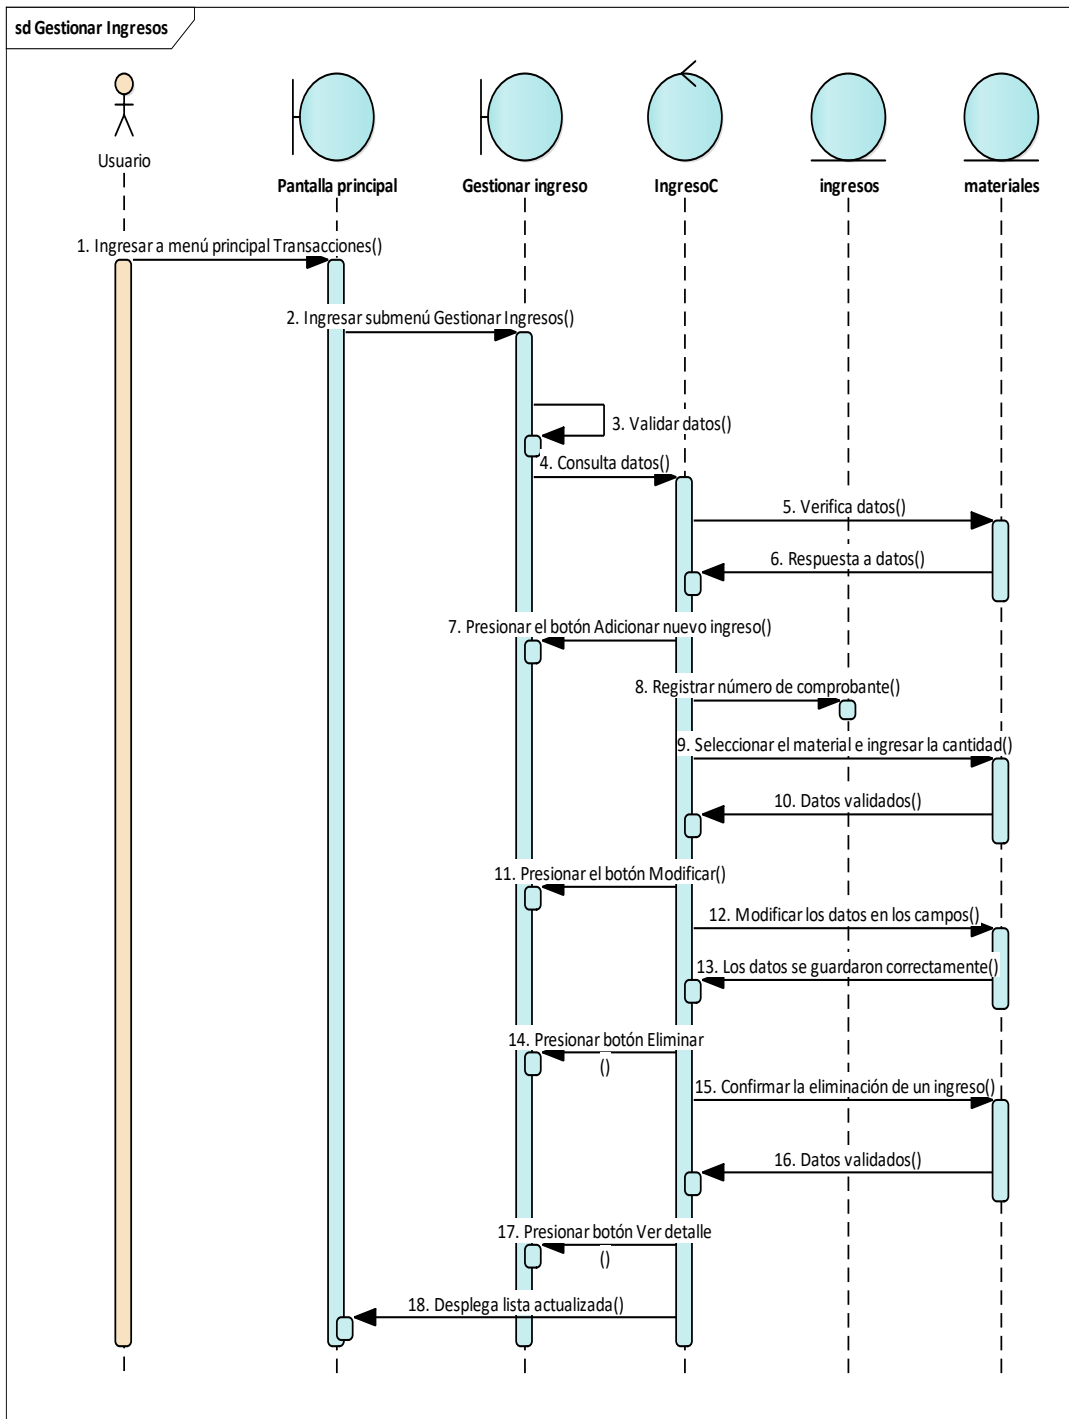 sd Gestionar Ingresos
Usuario
Pantalla principal
Gestionar ingreso
IngresoC
ingresos
materiales
1. Ingresar a menú principal Transacciones()
2. Ingresar submenú Gestionar Ingresos()
3. Validar datos()
4. Consulta datos()
5. Verifica datos()
6. Respuesta a datos()
7. Presionar el botón Adicionar nuevo ingreso()
8. Registrar número de comprobante()
9. Seleccionar el material e ingresar la cantidad()
10. Datos validados()
11. Presionar el botón Modificar()
12. Modificar los datos en los campos()
13. Los datos se guardaron correctamente()
14. Presionar botón Eliminar
()
15. Confirmar la eliminación de un ingreso()
16. Datos validados()
17. Presionar botón Ver detalle
()
18. Desplega lista actualizada()